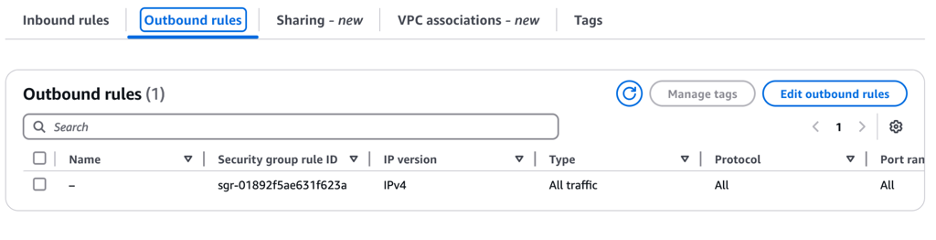 Inbound rules Outbound rules Sharing - new VPC associations - new Tags
Outbound rules (1) Manage tags Edit outbound rules
Search 1
Name Security group rule ID IP version Type Protocol Port ran
– sgr-01892f5ae631f623a IPv4 All traffic All All